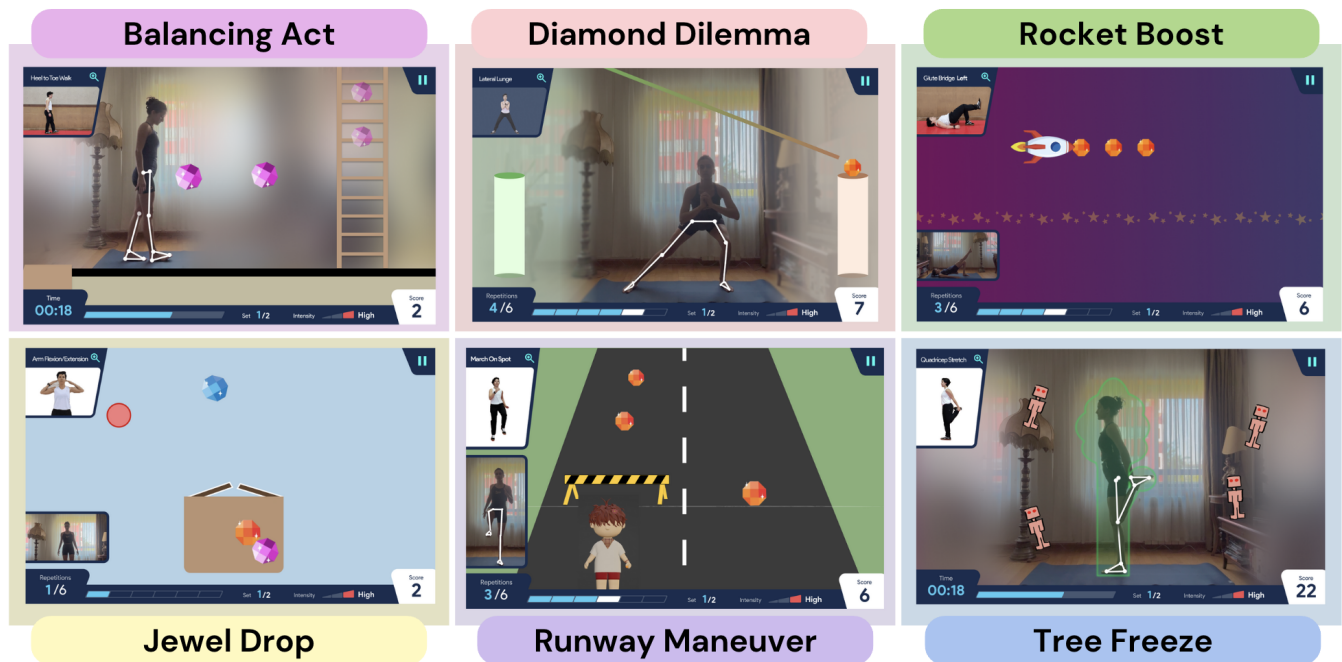 Balancing Act
Heel to Toe Walk
Time
00:18
Set 1/2
Intensity High
Score
2
Diamond Dilemma
Lateral Lunge
Repetitions
4/6
Set 1/2
Intensity High
Score
7
Rocket Boost
Glute Bridge Left
Repetitions
3/6
Set 1/2
Intensity High
Score
6
Arm Flexion/Extension
Repetitions
1/6
Set 1/2
Intensity High
Score
2
Jewel Drop
March On Spot
Repetitions
3/6
Set 1/2
Intensity High
Score
6
Runway Maneuver
Quadricep Stretch
Time
00:18
Set 1/2
Intensity High
Score
22
Tree Freeze